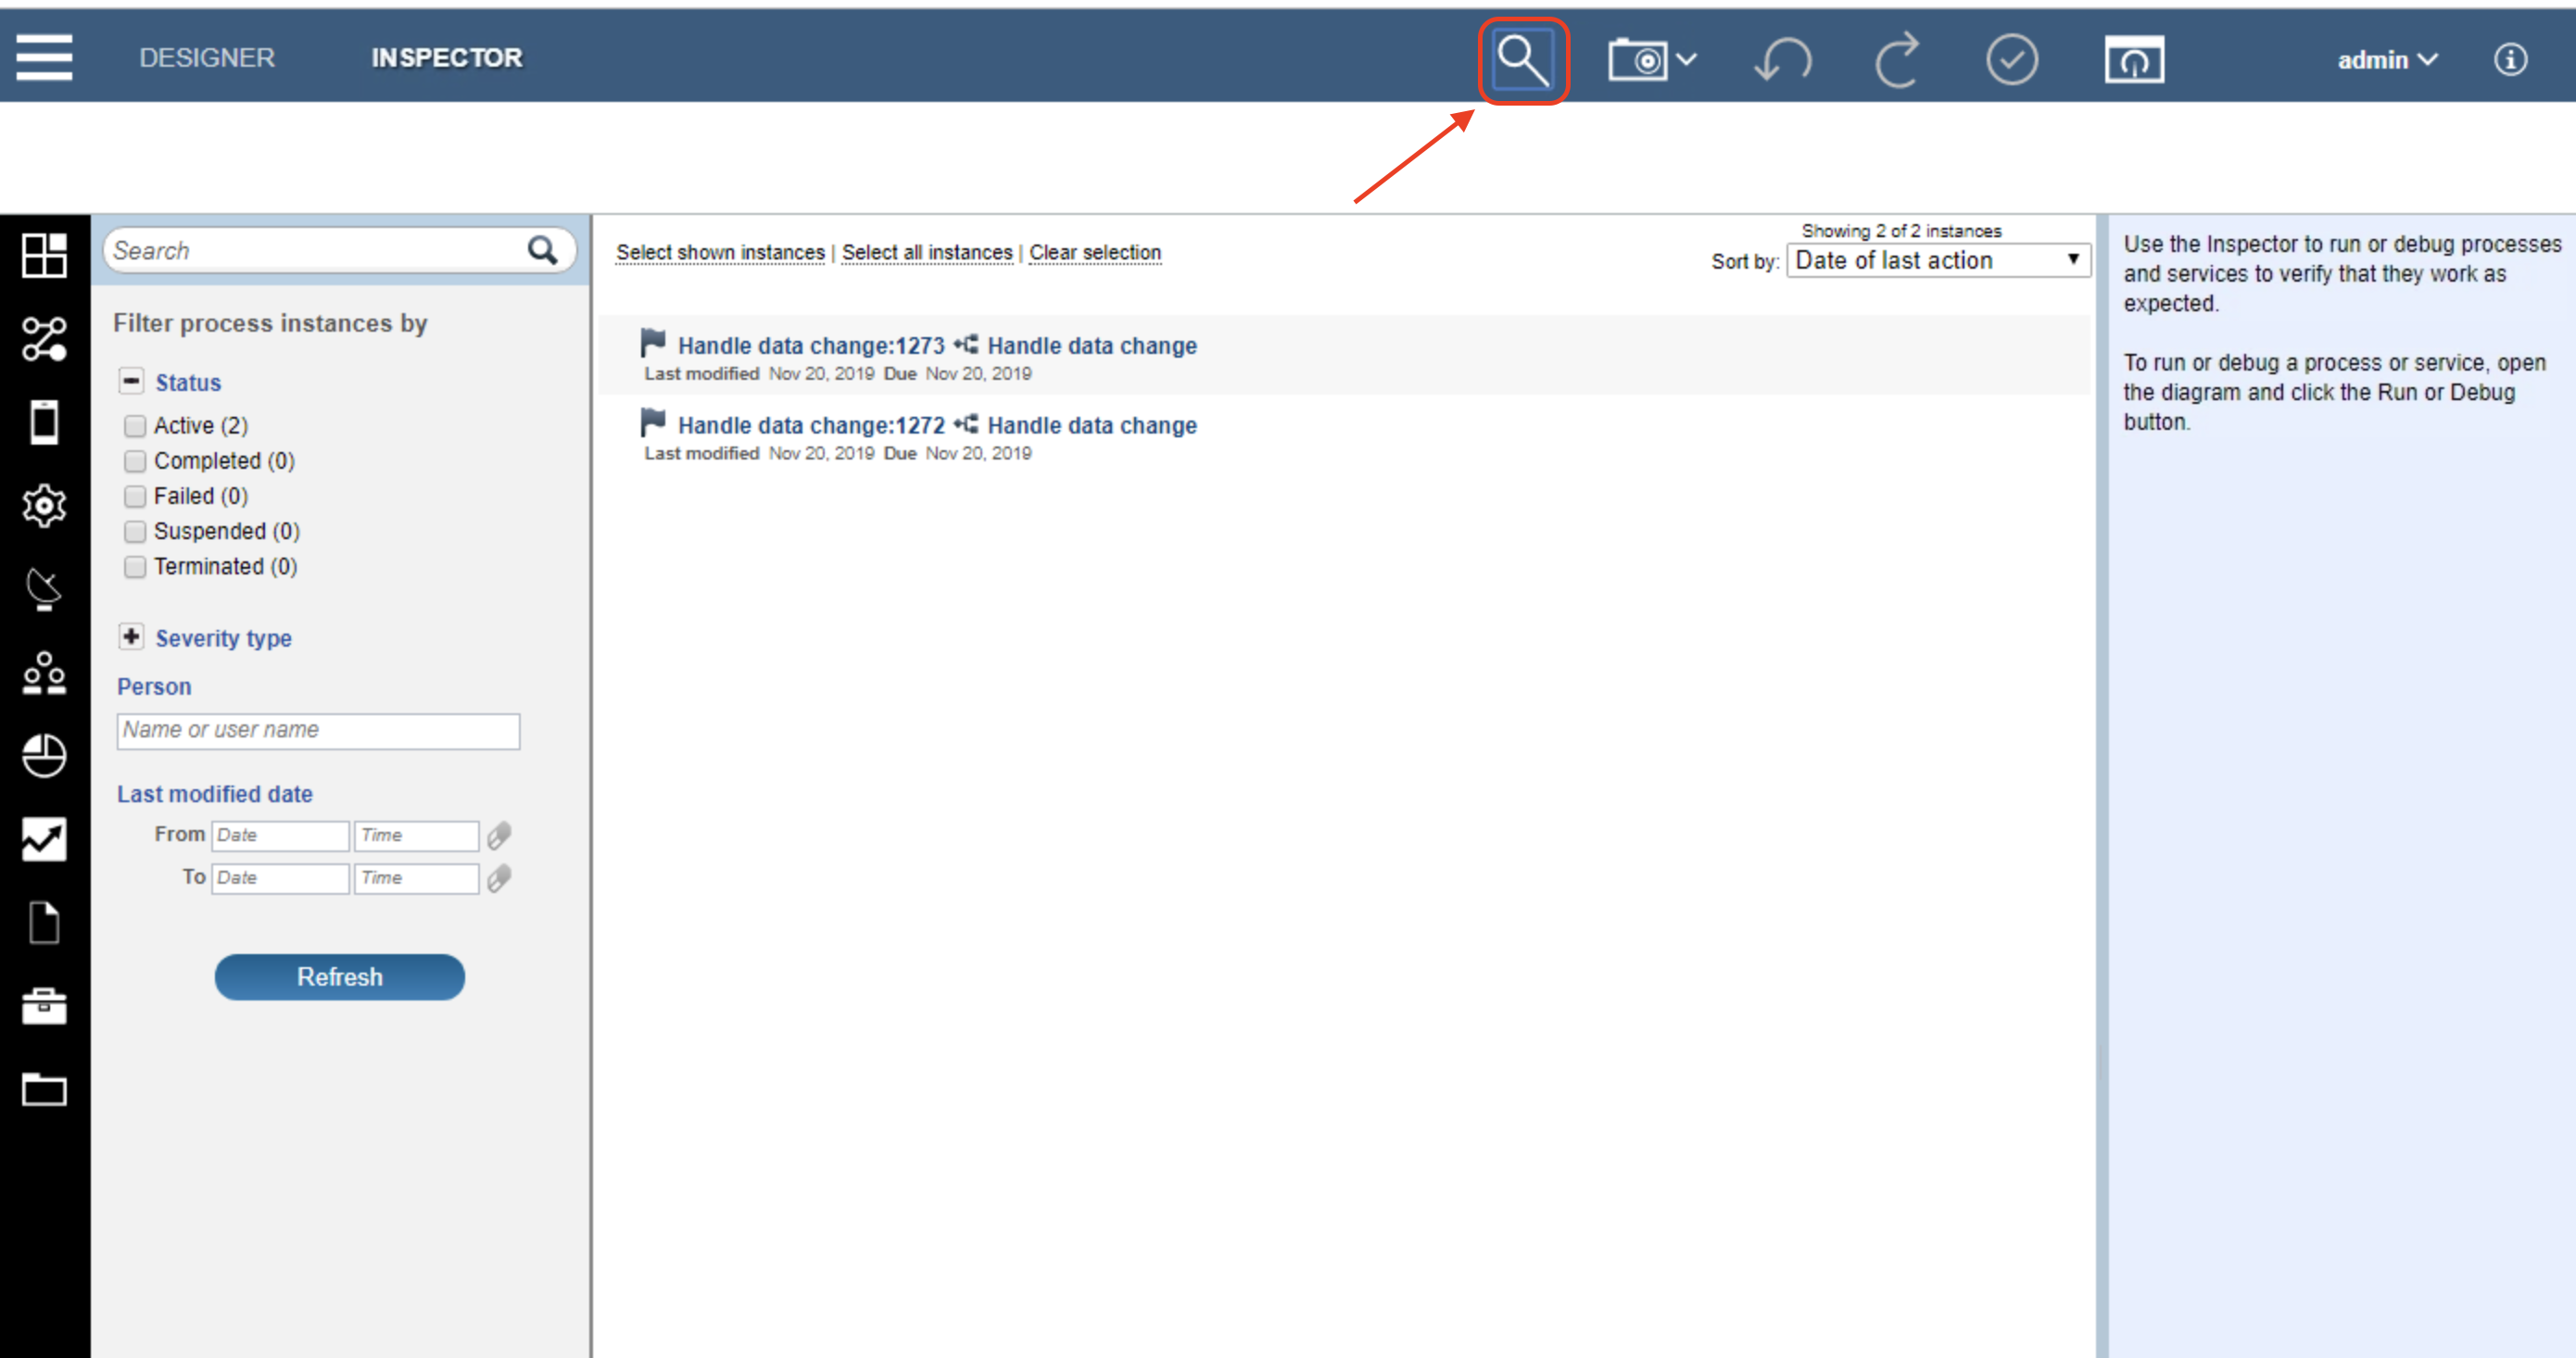 DESIGNER INSPECTOR admin
Search
Filter process instances by
Status
Active (2)
Completed (0)
Failed (0)
Suspended (0)
Terminated (0)
Severity type
Person
Name or user name
Last modified date
From Date Time
To Date Time
Refresh
Select shown instances | Select all instances | Clear selection
Showing 2 of 2 instances
Sort by: Date of last action
Handle data change:1273 Handle data change
Last modified Nov 20, 2019 Due Nov 20, 2019
Handle data change:1272 Handle data change
Last modified Nov 20, 2019 Due Nov 20, 2019
Use the Inspector to run or debug processes
and services to verify that they work as
expected.
To run or debug a process or service, open
the diagram and click the Run or Debug
button.